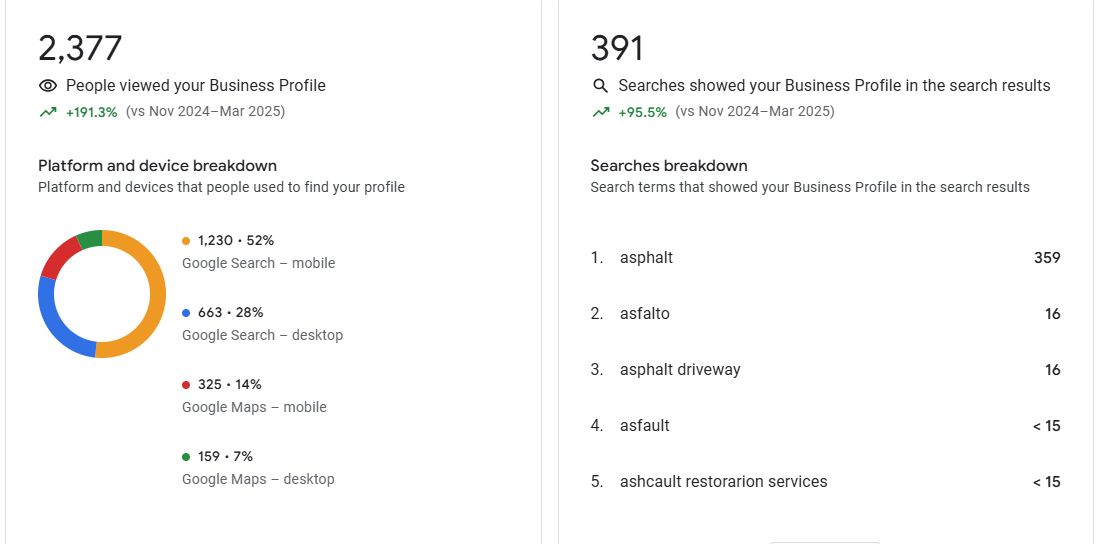 2,377
People viewed your Business Profile
+191.3% (vs Nov 2024–Mar 2025)
Platform and device breakdown
Platform and devices that people used to find your profile
1,230 • 52%
Google Search – mobile
663 • 28%
Google Search – desktop
325 • 14%
Google Maps – mobile
159 • 7%
Google Maps – desktop
391
Searches showed your Business Profile in the search results
+95.5% (vs Nov 2024–Mar 2025)
Searches breakdown
Search terms that showed your Business Profile in the search results
1. asphalt 359
2. asfalto 16
3. asphalt driveway 16
4. asfault < 15
5. ashcault restorarion services < 15